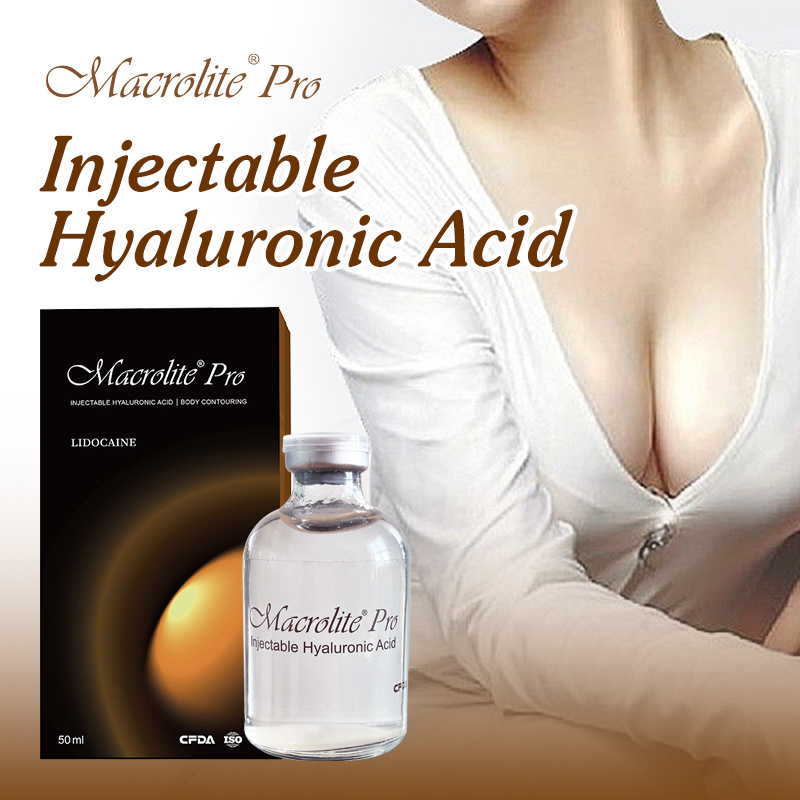 Macrolite® Pro
Injectable
Hyaluronic Acid
Macrolite® Pro
INJECTABLE HYALURONIC ACID | BODY CONTOURING
LIDOCAINE
Macrolite® Pro
Injectable Hyaluronic Acid
50 ml
CFDA
ISO